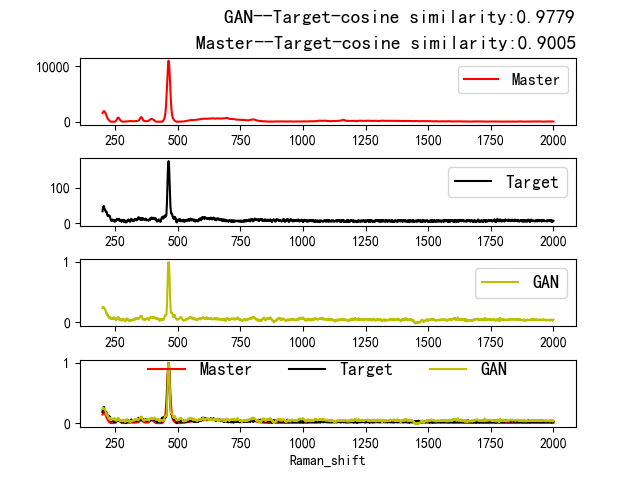 GAN--Target-cosine similarity:0.9779
Master--Target-cosine similarity:0.9005
10000
0
Master
250 500 750 1000 1250 1500 1750 2000
100
0
Target
250 500 750 1000 1250 1500 1750 2000
1
0
GAN
250 500 750 1000 1250 1500 1750 2000
1
0
Master Target GAN
250 500 750 1000 1250 1500 1750 2000
Raman_shift